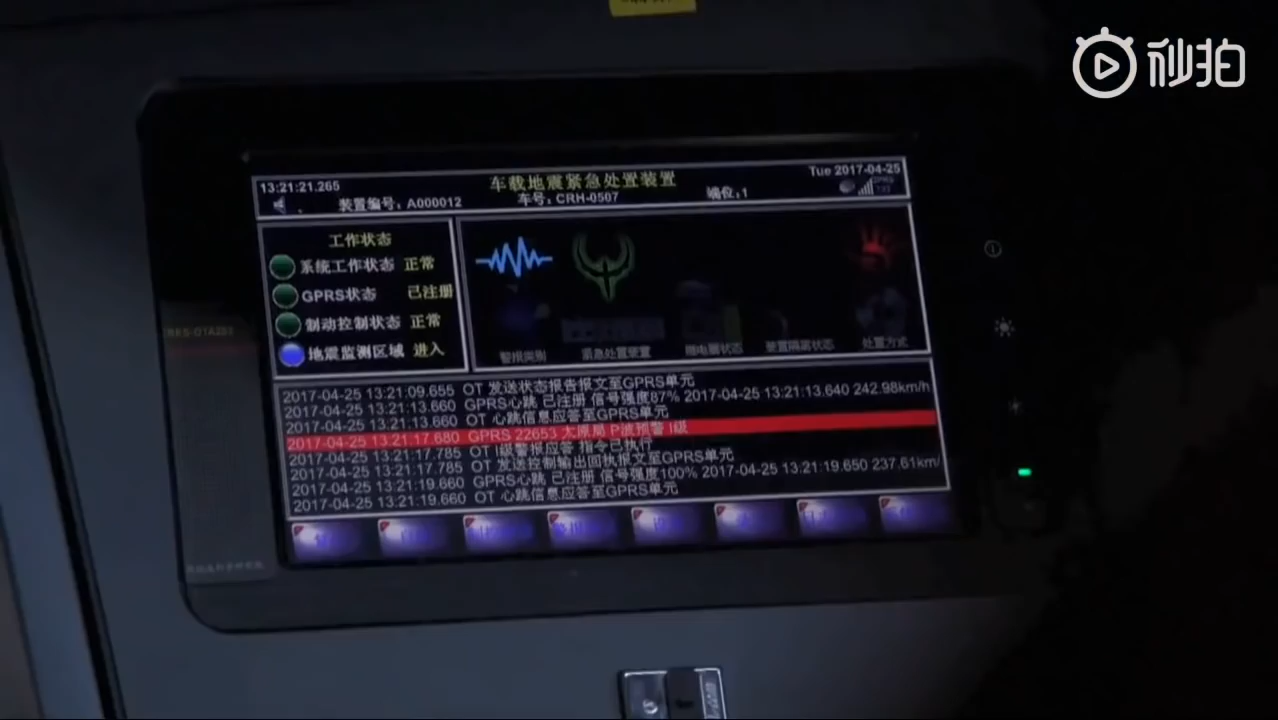 秒拍
13:21:21.265
车载地震紧急处置装置
Tue 2017-04-25
装置编号: A000012
车号: CRH-0507
端位: 1
工作状态
系统工作状态 正常
GPRS状态 已注册
制动控制状态 正常
地震监测区域 进入
警报类别
紧急处置装置
继电器状态
装置隔离状态
处置方式
2017-04-25 13:21:09.655 OT 发送状态报告报文至GPRS单元
2017-04-25 13:21:13.660 GPRS心跳 已注册 信号强度87% 2017-04-25 13:21:13.640 242.98km/h
2017-04-25 13:21:13.660 OT 心跳信息应答至GPRS单元
2017-04-25 13:21:17.680 GPRS 22653 太原局 P波预警 I级
2017-04-25 13:21:17.785 OT I级警报应答 指令已执行
2017-04-25 13:21:17.785 OT 发送控制输出回执报文至GPRS单元
2017-04-25 13:21:19.660 GPRS心跳 已注册 信号强度100% 2017-04-25 13:21:19.650 237.61km/
2017-04-25 13:21:19.660 OT 心跳信息应答至GPRS单元